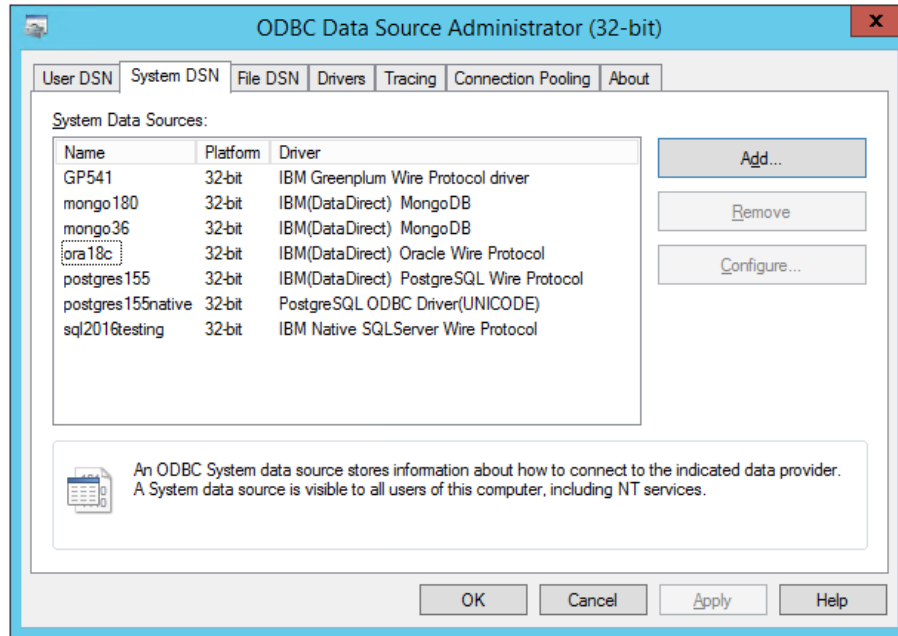 ODBC Data Source Administrator (32-bit)
x
User DSN System DSN File DSN Drivers Tracing Connection Pooling About
System Data Sources:
Name Platform Driver
GP541 32-bit IBM Greenplum Wire Protocol driver
mongo180 32-bit IBM(DataDirect) MongoDB
mongo36 32-bit IBM(DataDirect) MongoDB
ora18c 32-bit IBM(DataDirect) Oracle Wire Protocol
postgres155 32-bit IBM(DataDirect) PostgreSQL Wire Protocol
postgres155native 32-bit PostgreSQL ODBC Driver(UNICODE)
sql2016testing 32-bit IBM Native SQLServer Wire Protocol
Add...
Remove
Configure...
An ODBC System data source stores information about how to connect to the indicated data provider.
A System data source is visible to all users of this computer, including NT services.
OK Cancel Apply Help